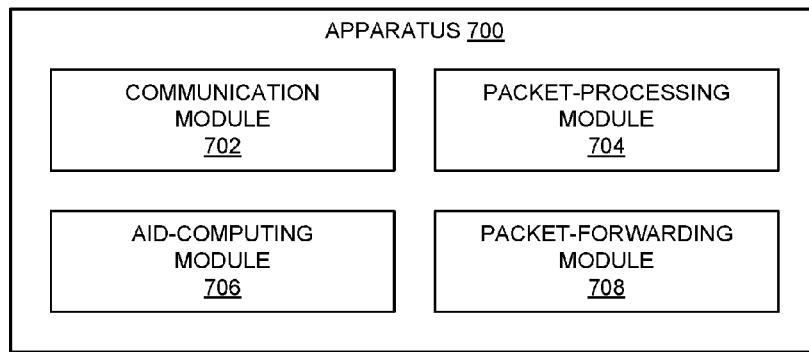 APPARATUS 700
COMMUNICATION
MODULE
702
PACKET-PROCESSING
MODULE
704
AID-COMPUTING
MODULE
706
PACKET-FORWARDING
MODULE
708